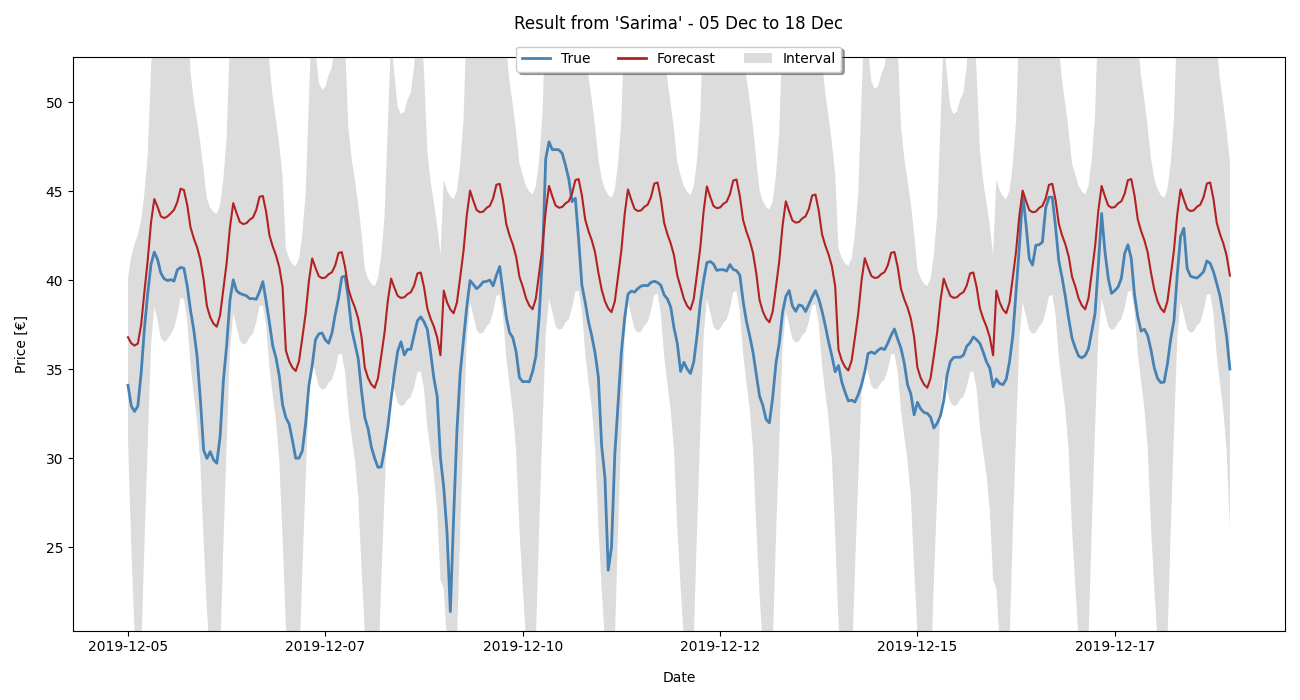 Result from 'Sarima' - 05 Dec to 18 Dec
True Forecast Interval
50
45
40
35
30
25
Price [€]
2019-12-05 2019-12-07 2019-12-10 2019-12-12 2019-12-15 2019-12-17
Date